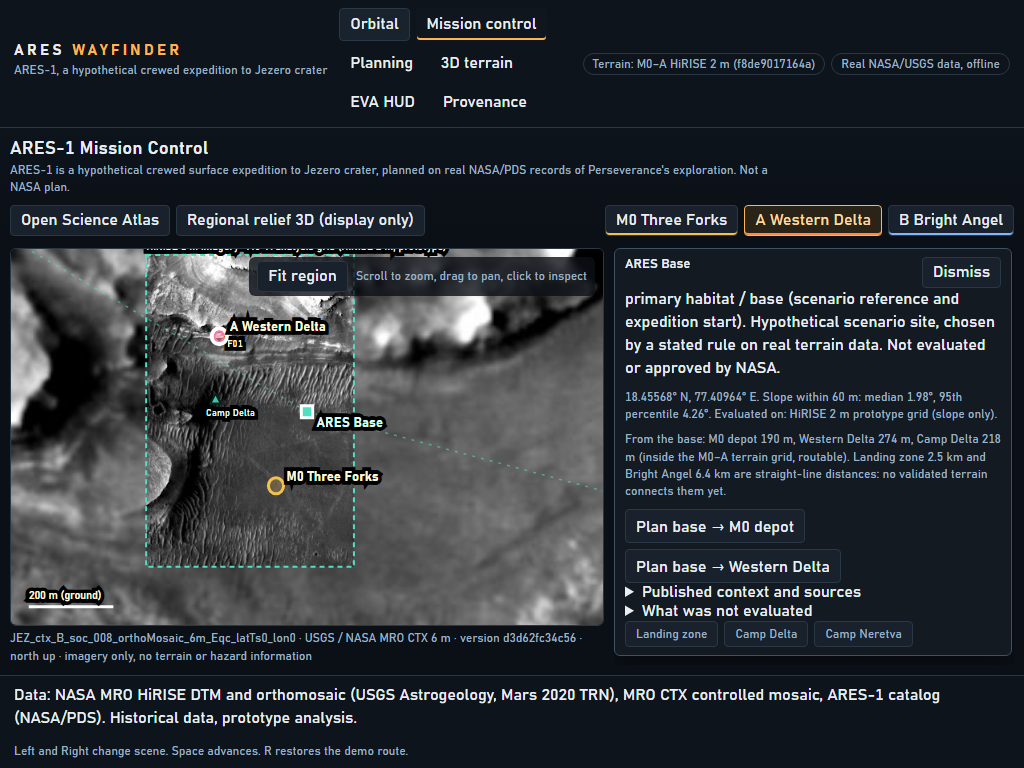 ARES WAYFINDER
ARES-1, a hypothetical crewed expedition to Jezero crater
Orbital
Mission control
Planning
3D terrain
EVA HUD
Provenance
Terrain: M0–A HiRISE 2 m (f8de9017164a)
Real NASA/USGS data, offline
ARES-1 Mission Control
ARES-1 is a hypothetical crewed surface expedition to Jezero crater, planned on real NASA/PDS records of Perseverance's exploration. Not a
NASA plan.
Open Science Atlas
Regional relief 3D (display only)
M0 Three Forks
A Western Delta
B Bright Angel
Fit region
Scroll to zoom, drag to pan, click to inspect
A Western Delta
F01
Camp Delta
ARES Base
M0 Three Forks
200 m (ground)
JEZ_ctx_B_soc_008_orthoMosaic_6m_Eqc_latTs0_lon0 · USGS / NASA MRO CTX 6 m · version d3d62fc34c56 ·
north up · imagery only, no terrain or hazard information
ARES Base
Dismiss
primary habitat / base (scenario reference and
expedition start). Hypothetical scenario site, chosen
by a stated rule on real terrain data. Not evaluated
or approved by NASA.
18.45568° N, 77.40964° E. Slope within 60 m: median 1.98°, 95th
percentile 4.26°. Evaluated on: HiRISE 2 m prototype grid (slope only).
From the base: M0 depot 190 m, Western Delta 274 m, Camp Delta 218
m (inside the M0–A terrain grid, routable). Landing zone 2.5 km and
Bright Angel 6.4 km are straight-line distances: no validated terrain
connects them yet.
Plan base → M0 depot
Plan base → Western Delta
▶ Published context and sources
▶ What was not evaluated
Landing zone
Camp Delta
Camp Neretva
Data: NASA MRO HiRISE DTM and orthomosaic (USGS Astrogeology, Mars 2020 TRN), MRO CTX controlled mosaic, ARES-1 catalog
(NASA/PDS). Historical data, prototype analysis.
Left and Right change scene. Space advances. R restores the demo route.